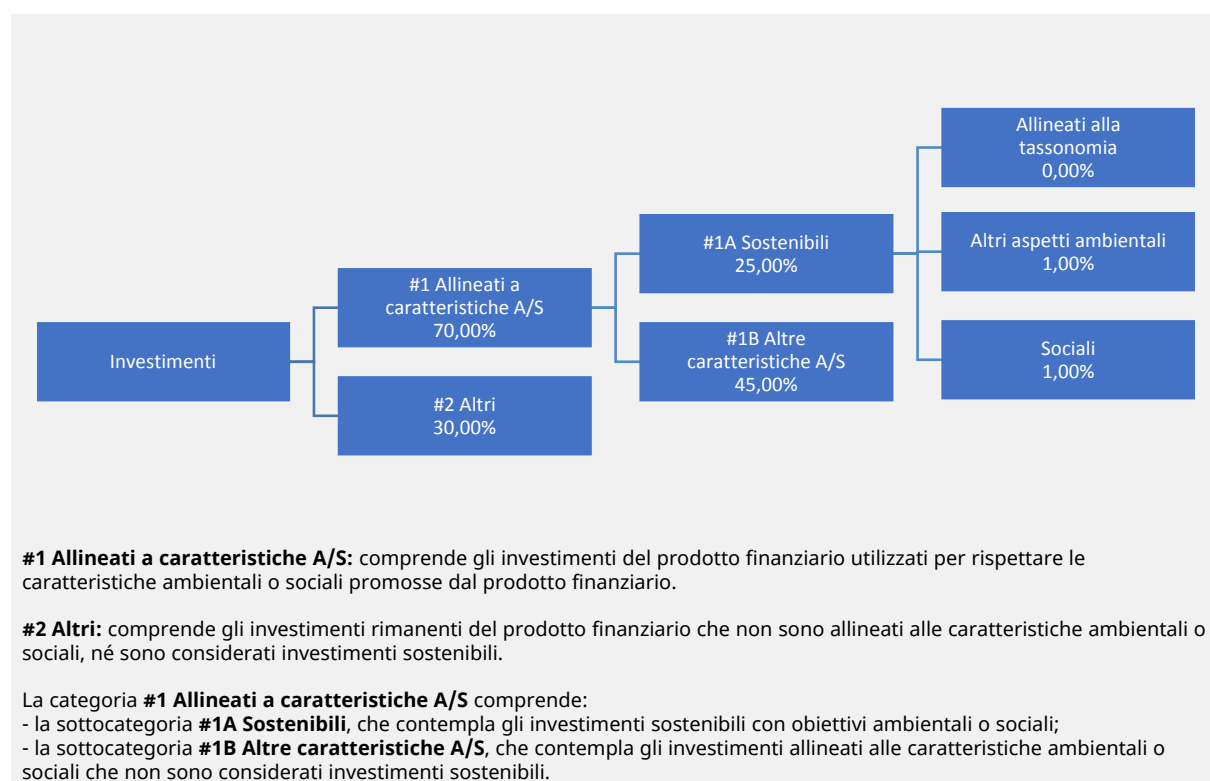 Investimenti
#1 Allineati a
caratteristiche A/S
70,00%
#2 Altri
30,00%
#1A Sostenibili
25,00%
#1B Altre
caratteristiche A/S
45,00%
Allineati alla
tassonomia
0,00%
Altri aspetti ambientali
1,00%
Sociali
1,00%
#1 Allineati a caratteristiche A/S: comprende gli investimenti del prodotto finanziario utilizzati per rispettare le
caratteristiche ambientali o sociali promosse dal prodotto finanziario.
#2 Altri: comprende gli investimenti rimanenti del prodotto finanziario che non sono allineati alle caratteristiche ambientali o
sociali, né sono considerati investimenti sostenibili.
La categoria #1 Allineati a caratteristiche A/S comprende:
- la sottocategoria #1A Sostenibili, che contempla gli investimenti sostenibili con obiettivi ambientali o sociali;
- la sottocategoria #1B Altre caratteristiche A/S, che contempla gli investimenti allineati alle caratteristiche ambientali o
sociali che non sono considerati investimenti sostenibili.